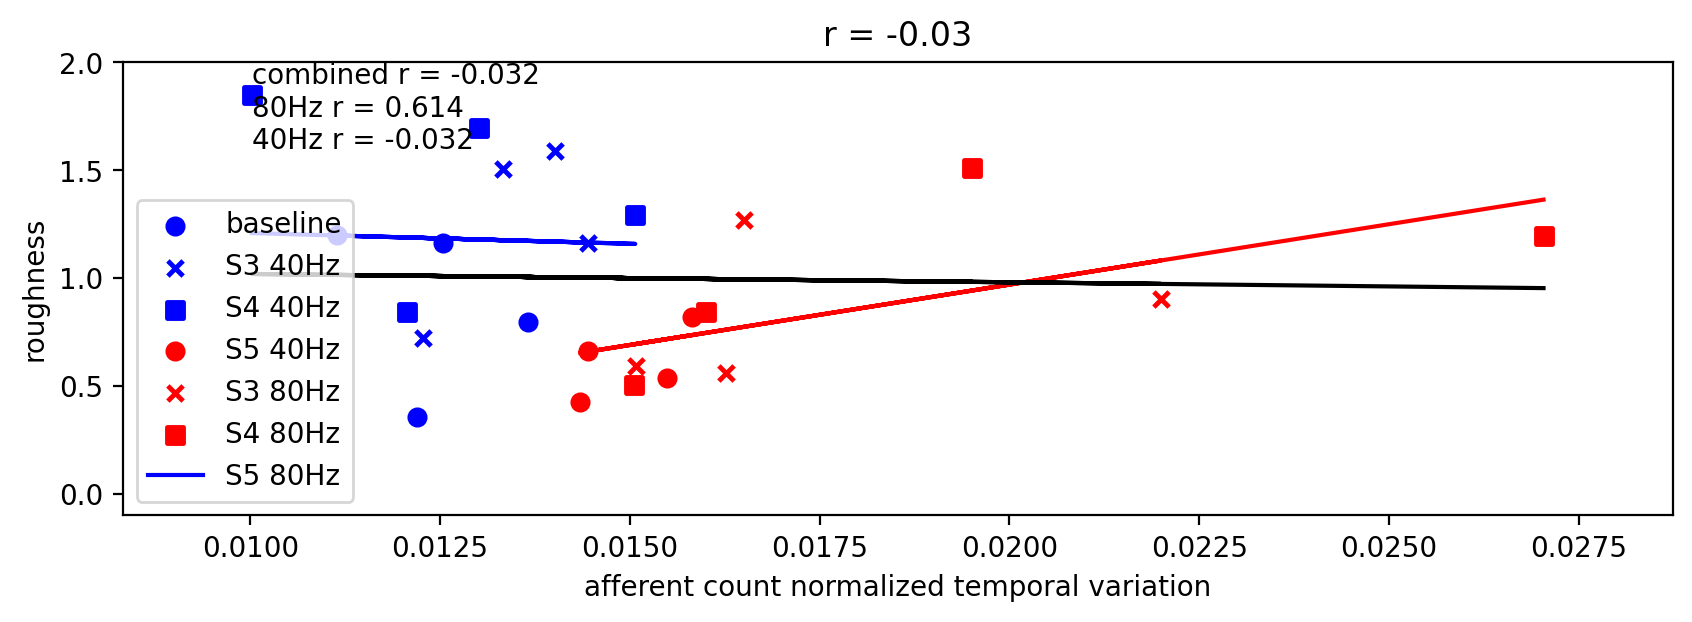 r = -0.03
combined r = -0.032
80Hz r = 0.614
40Hz r = -0.032
roughness
2.0
1.5
1.0
0.5
0.0
baseline
S3 40Hz
S4 40Hz
S5 40Hz
S3 80Hz
S4 80Hz
S5 80Hz
0.0100 0.0125 0.0150 0.0175 0.0200 0.0225 0.0250 0.0275
afferent count normalized temporal variation